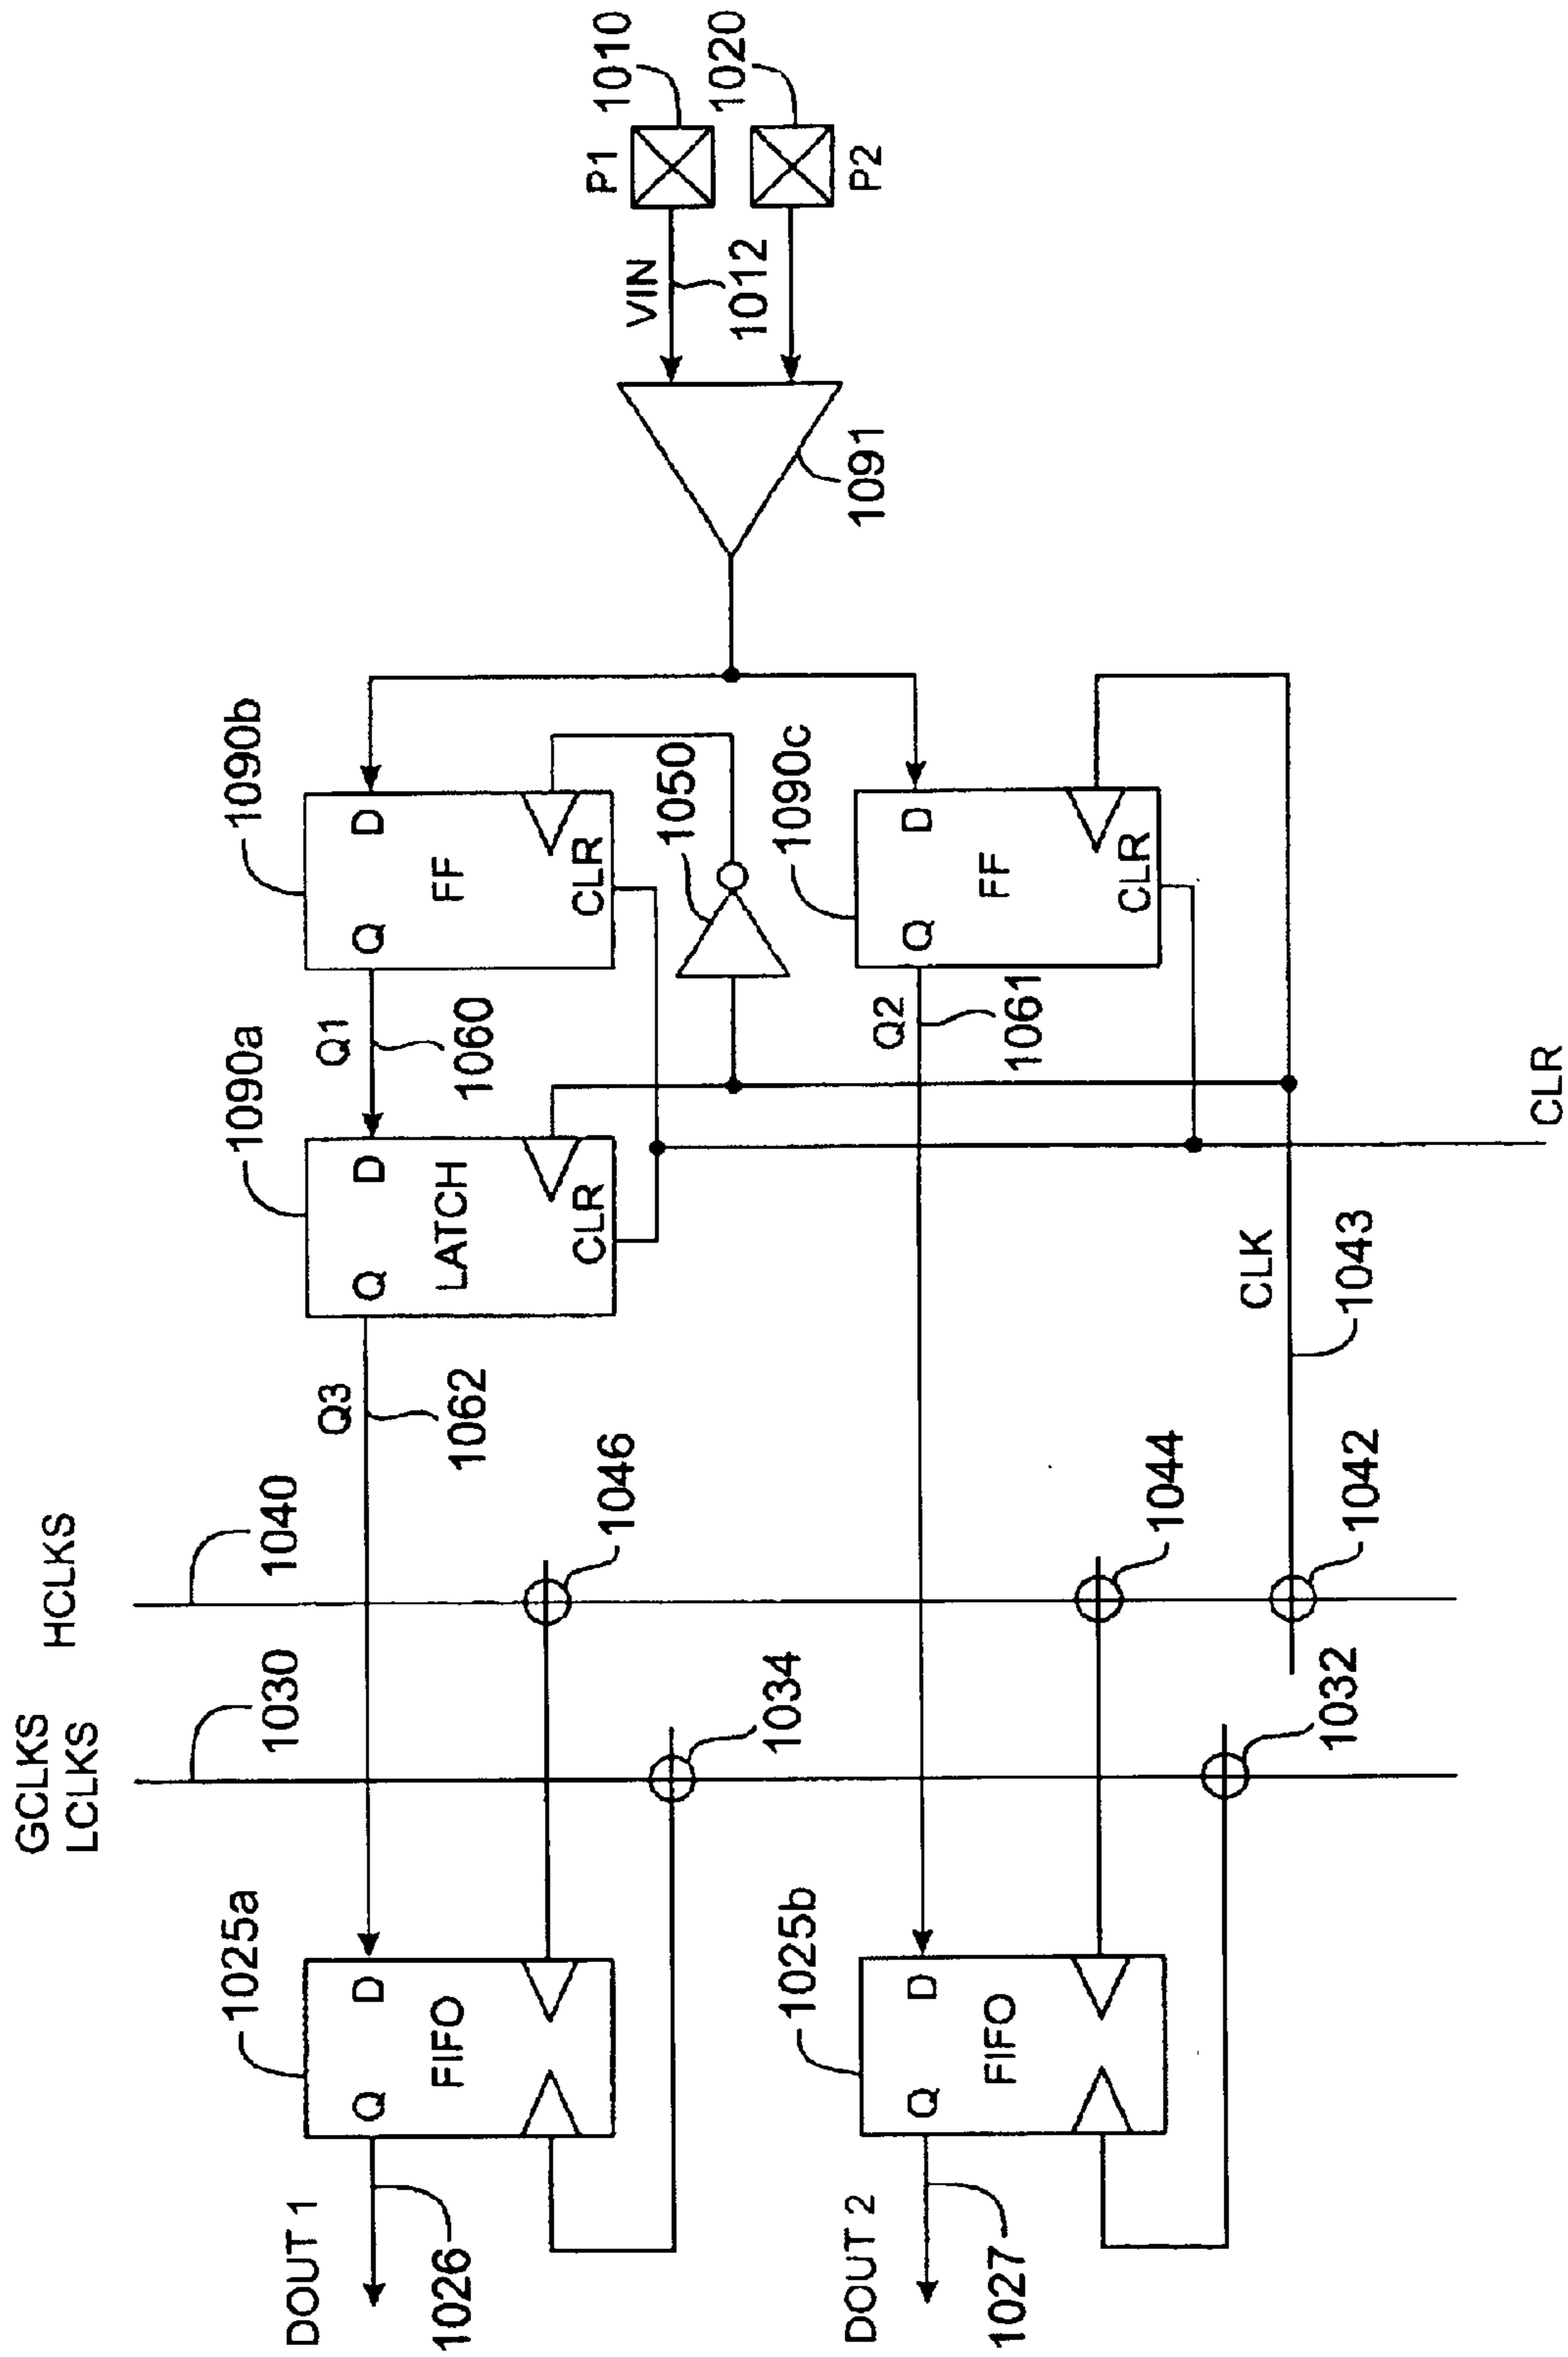 GCLKS
LCLKS
HCLKS
1030
1040
DOUT 1
1026
1025a
Q
D
FIFO
1034
1046
Q3
1062
1090a
Q
D
LATCH
CLR
Q1
1060
1090b
Q
D
FF
CLR
1050
DOUT 2
1027
1025b
Q
D
FIFO
1032
1044
1042
Q2
1061
1090c
Q
D
FF
CLR
CLK
1043
CLR
1091
VIN
1012
P1
1010
P2
1020